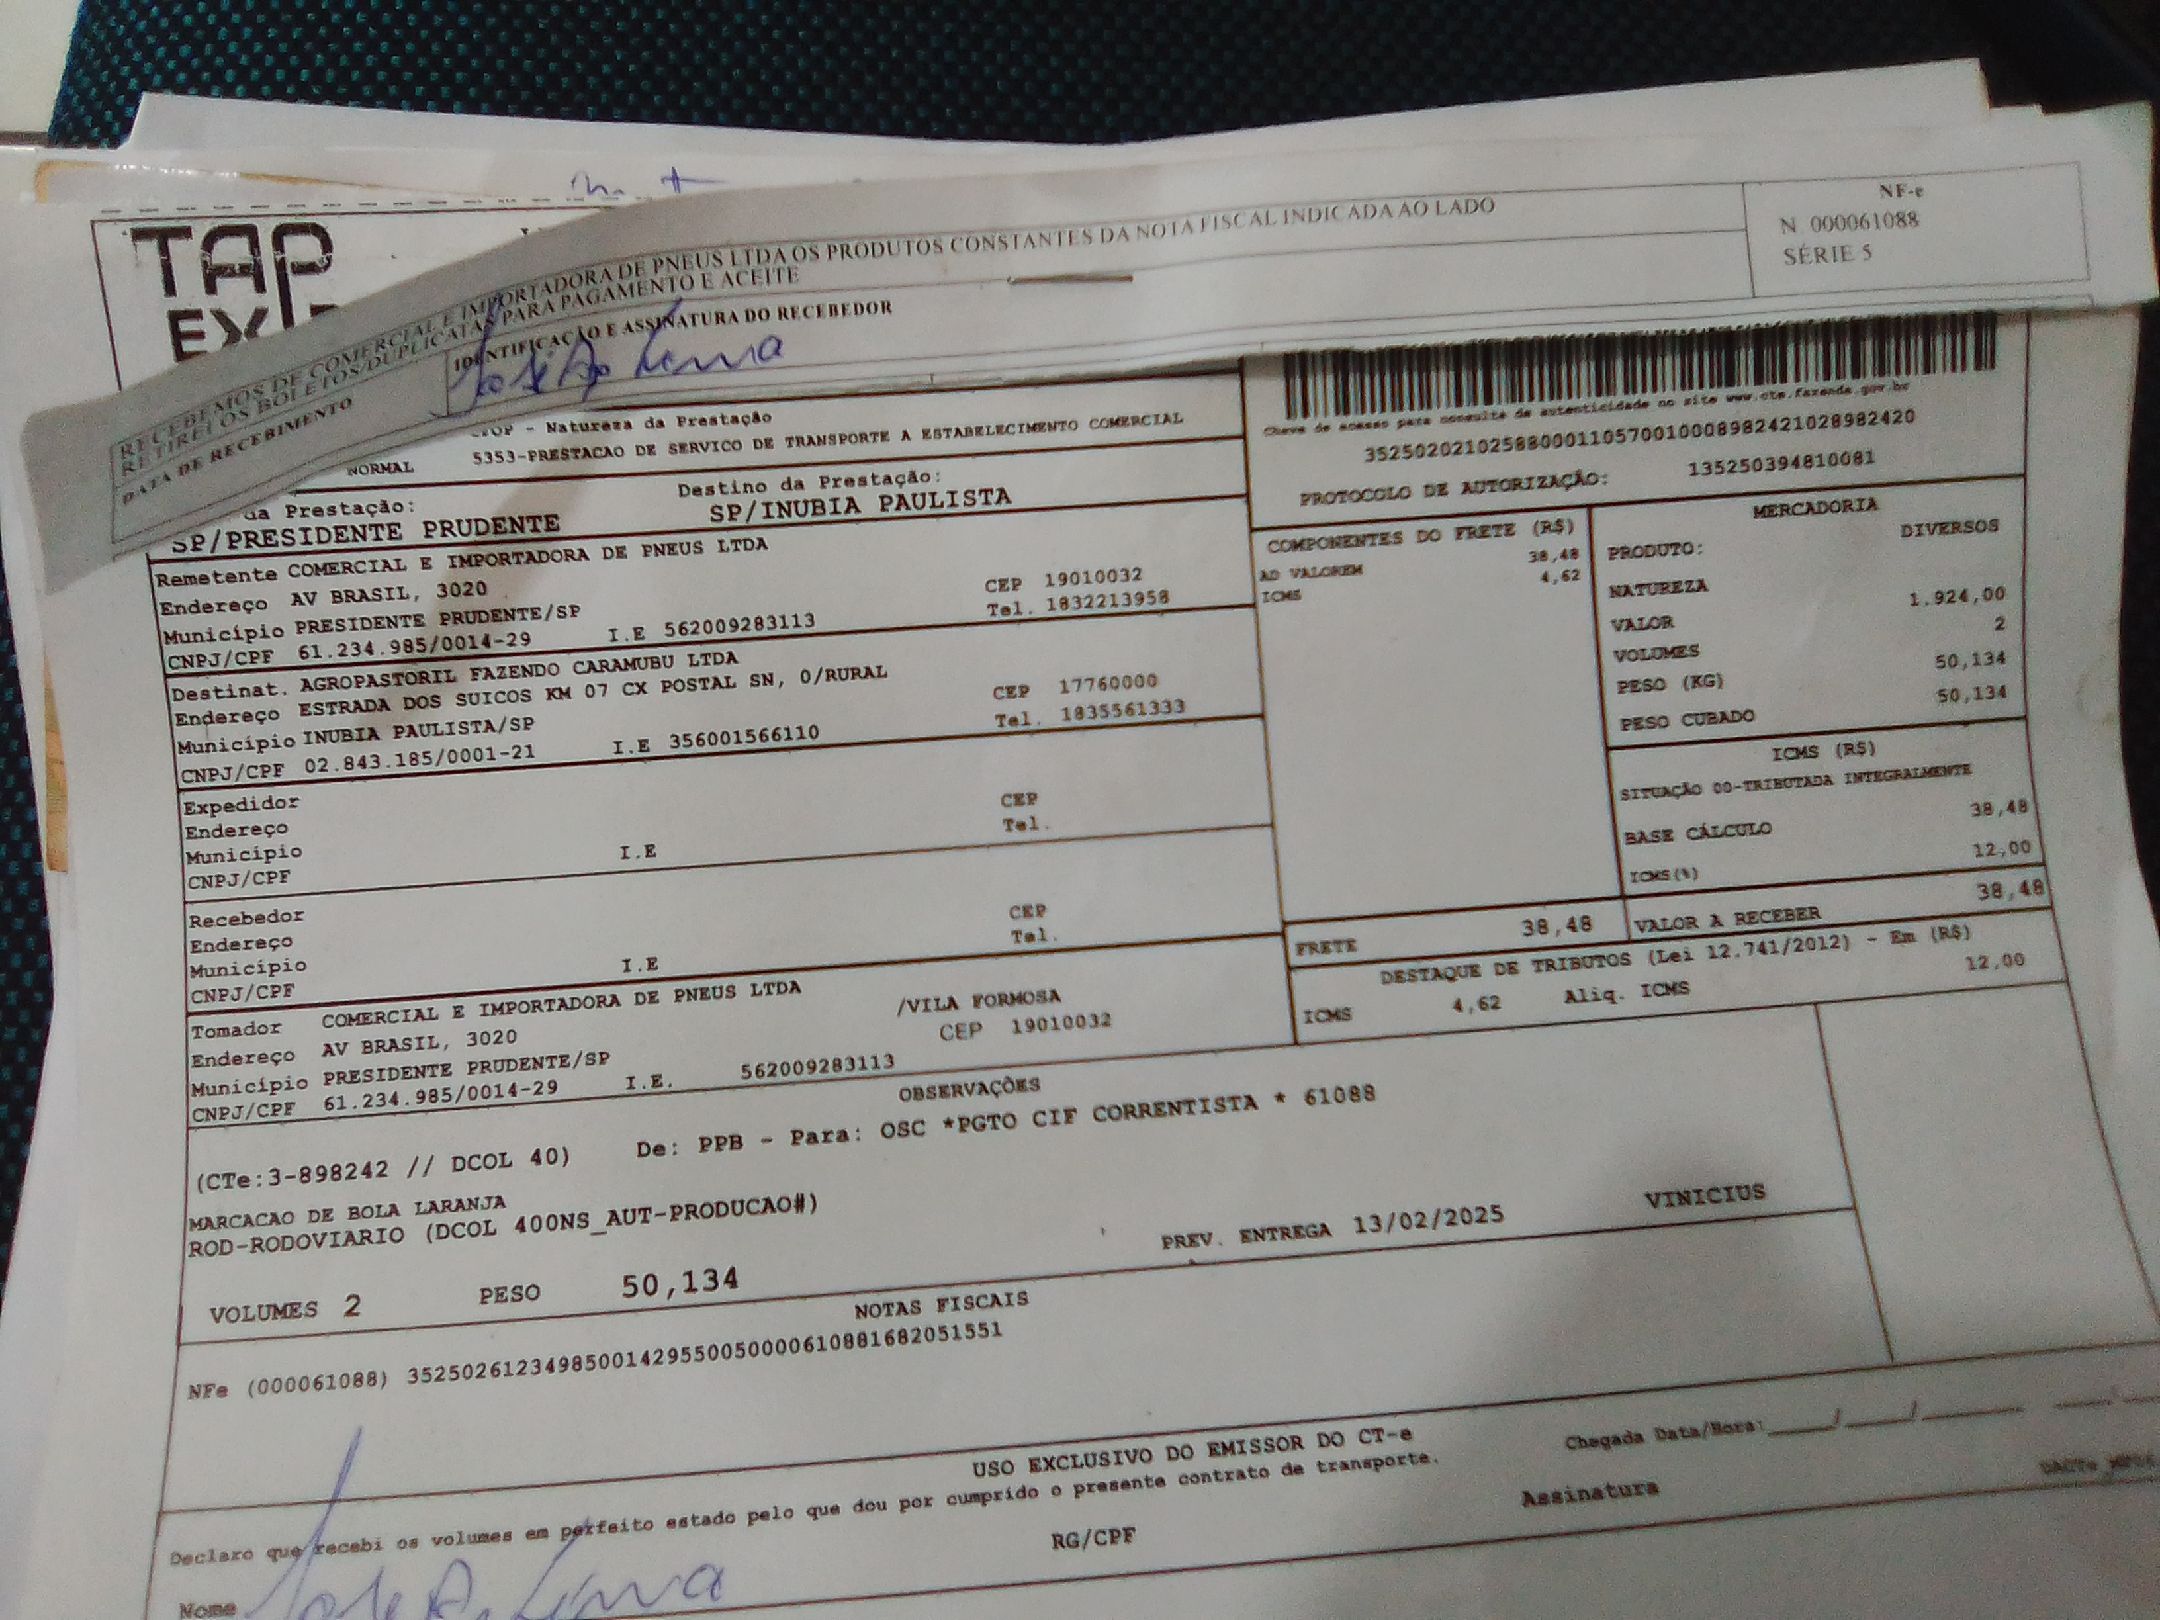 TAP
EX
RECEBEMOS DE COMERCIAL E IMPORTADORA DE PNEUS LTDA OS PRODUTOS CONSTANTES DA NOTA FISCAL INDICADA AO LADO
RETIREI OS BOLETOS/DUPLICATAS PARA PAGAMENTO E ACEITE
DATA DE RECEBIMENTO
IDENTIFICAÇÃO E ASSINATURA DO RECEBEDOR
NF-e
N 000061088
SÉRIE 5
Chave de acesso para consulta de autenticidade no site www.cte.fazenda.gov.br
35250202102588000110570010008982421028982420
PROTOCOLO DE AUTORIZAÇÃO: 135250394810081
CFOP - Natureza da Prestação
NORMAL 5353-PRESTACAO DE SERVICO DE TRANSPORTE A ESTABELECIMENTO COMERCIAL
da Prestação: Destino da Prestação:
SP/PRESIDENTE PRUDENTE SP/INUBIA PAULISTA
Remetente COMERCIAL E IMPORTADORA DE PNEUS LTDA
Endereço AV BRASIL, 3020 CEP 19010032
Município PRESIDENTE PRUDENTE/SP Tel. 1832213958
CNPJ/CPF 61.234.985/0014-29 I.E 562009283113
Destinat. AGROPASTORIL FAZENDO CARAMUBU LTDA
Endereço ESTRADA DOS SUICOS KM 07 CX POSTAL SN, 0/RURAL CEP 17760000
Município INUBIA PAULISTA/SP Tel. 1835561333
CNPJ/CPF 02.843.185/0001-21 I.E 356001566110
Expedidor CEP
Endereço Tel.
Município I.E
CNPJ/CPF
Recebedor CEP
Endereço Tel.
Município I.E
CNPJ/CPF
Tomador COMERCIAL E IMPORTADORA DE PNEUS LTDA
Endereço AV BRASIL, 3020 /VILA FORMOSA
Município PRESIDENTE PRUDENTE/SP CEP 19010032
CNPJ/CPF 61.234.985/0014-29 I.E. 562009283113
COMPONENTES DO FRETE (R$)
AD VALOREM 38,48
ICMS 4,62
FRETE 38,48
MERCADORIA
PRODUTO: DIVERSOS
NATUREZA
VALOR 1.924,00
VOLUMES 2
PESO (KG) 50,134
PESO CUBADO 50,134
ICMS (R$)
SITUAÇÃO 00-TRIBUTADA INTEGRALMENTE
BASE CÁLCULO 38,48
ICMS(%) 12,00
VALOR A RECEBER 38,48
DESTAQUE DE TRIBUTOS (Lei 12.741/2012) - Em (R$)
ICMS 4,62 Aliq. ICMS 12,00
OBSERVAÇÕES
(CTe:3-898242 // DCOL 40) De: PPB - Para: OSC *PGTO CIF CORRENTISTA * 61088
MARCACAO DE BOLA LARANJA
ROD-RODOVIARIO (DCOL 400NS_AUT-PRODUCAO#)
PREV. ENTREGA 13/02/2025 VINICIUS
VOLUMES 2 PESO 50,134
NOTAS FISCAIS
NFe (000061088) 35250261234985001429550050000610881682051551
USO EXCLUSIVO DO EMISSOR DO CT-e
Declaro que recebi os volumes em perfeito estado pelo que dou por cumprido o presente contrato de transporte.
Chegada Data/Hora:____/____/______
Nome RG/CPF Assinatura